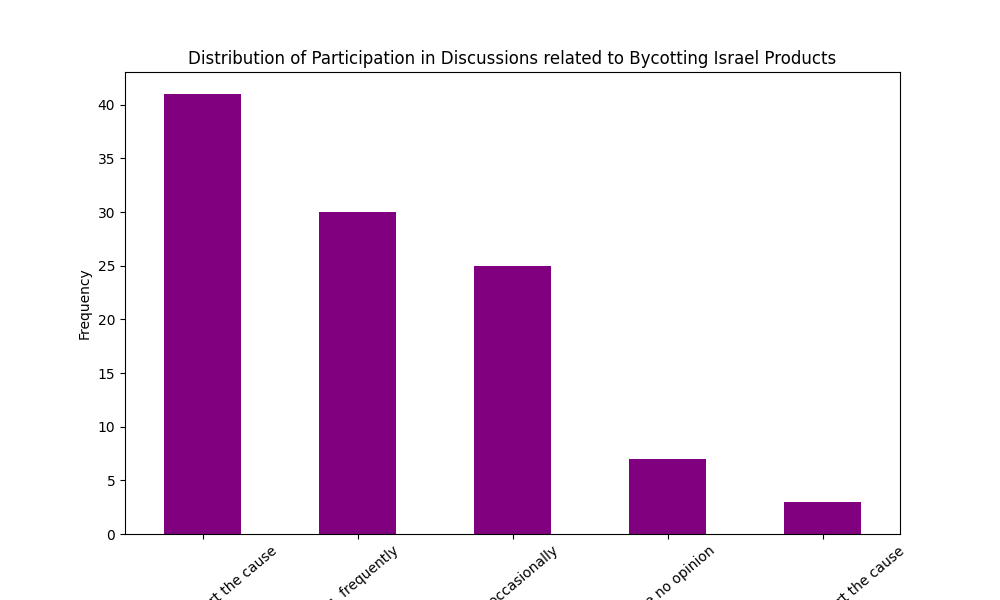 Distribution of Participation in Discussions related to Bycotting Israel Products
40
35
30
25
20
15
10
5
0
Frequency
the cause
frequently
occasionally
no opinion
the cause